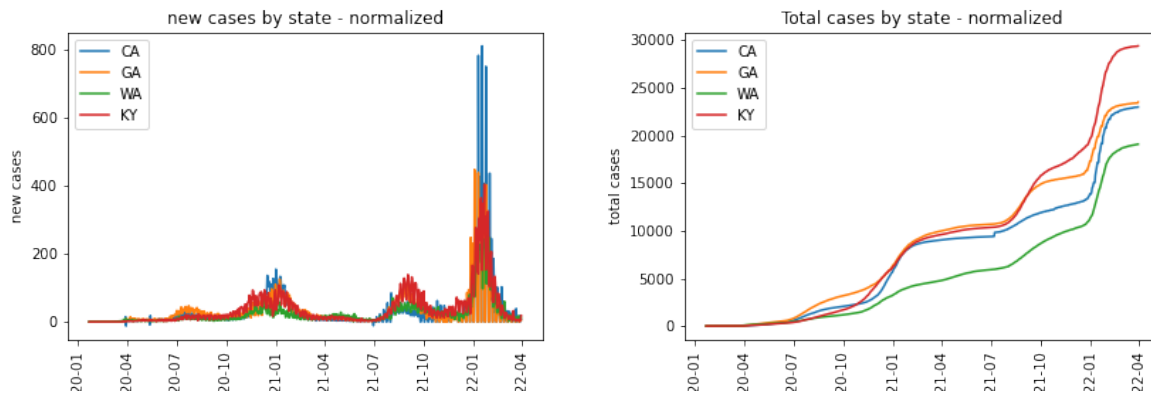 new cases by state - normalized
800
600
400
200
0
new cases
CA
GA
WA
KY
20-01
20-04
20-07
20-10
21-01
21-04
21-07
21-10
22-01
22-04
Total cases by state - normalized
30000
25000
20000
15000
10000
5000
0
total cases
CA
GA
WA
KY
20-01
20-04
20-07
20-10
21-01
21-04
21-07
21-10
22-01
22-04